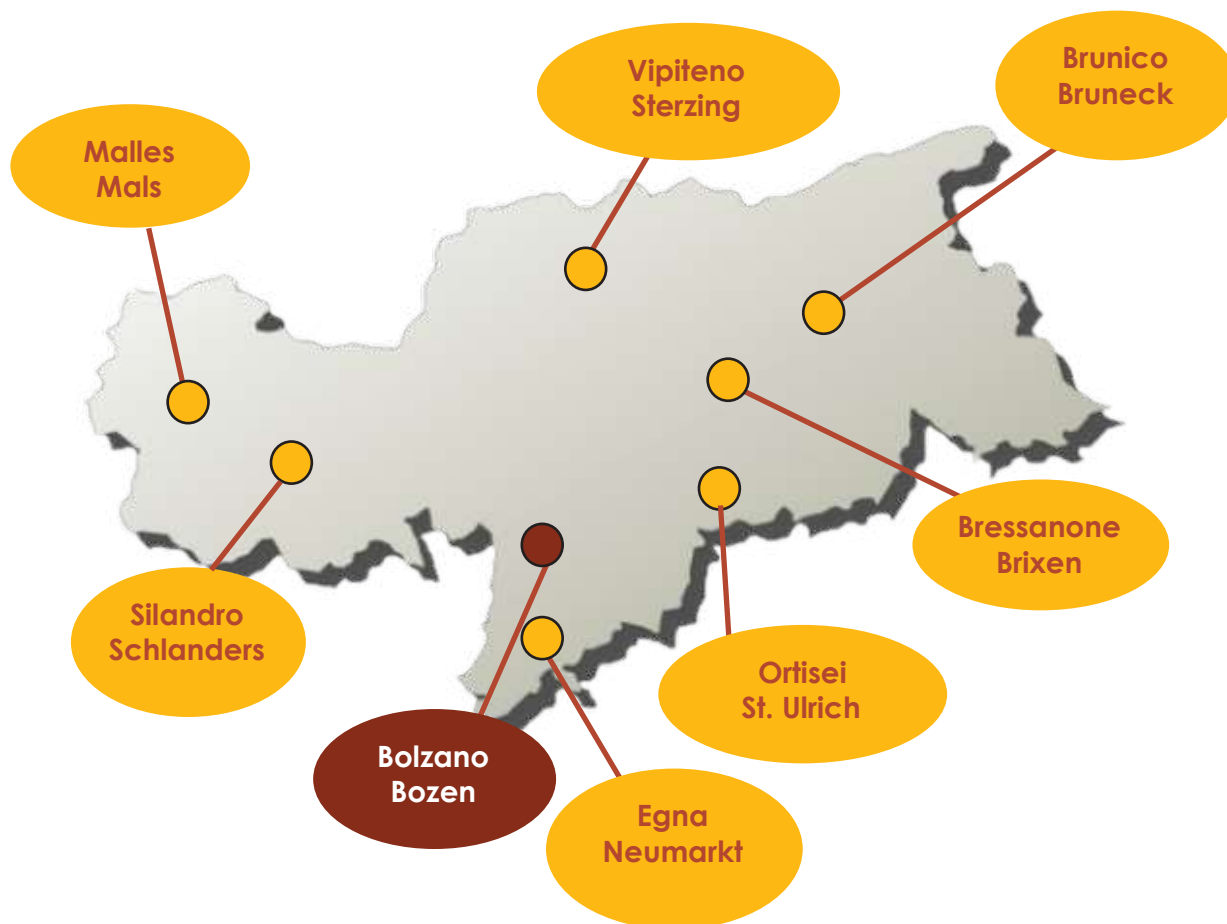 Vipiteno
Sterzing
Brunico
Bruneck
Malles
Mals
Bressanone
Brixen
Silandro
Schlanders
Ortisei
St. Ulrich
Bolzano
Bozen
Egna
Neumarkt